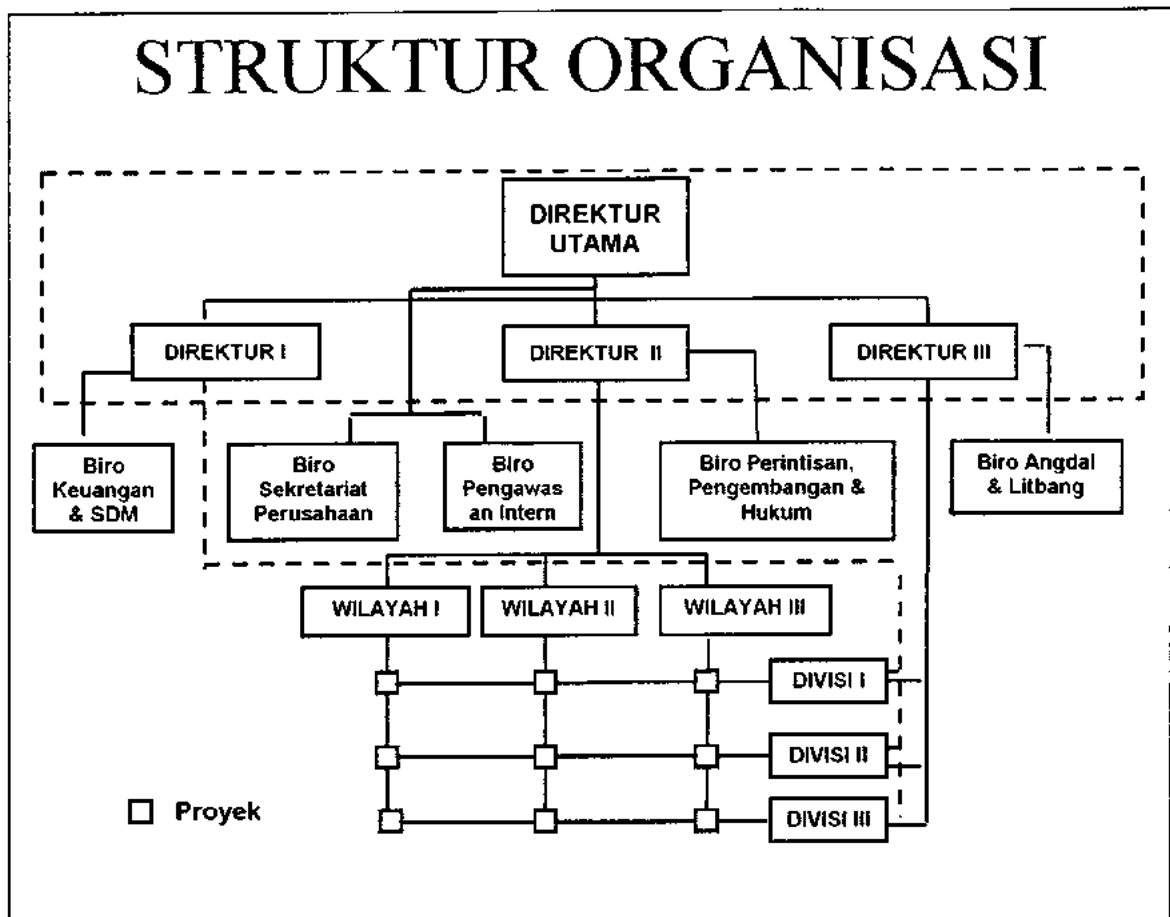 STRUKTUR ORGANISASI
DIREKTUR
UTAMA
DIREKTUR I
DIREKTUR II
DIREKTUR III
Biro
Keuangan
& SDM
Biro
Sekretariat
Perusahaan
Biro
Pengawas
an Intern
Biro Perintisan,
Pengembangan &
Hukum
Biro Angdal
& Litbang
WILAYAH I
WILAYAH II
WILAYAH III
DIVISI I
DIVISI II
DIVISI III
Proyek